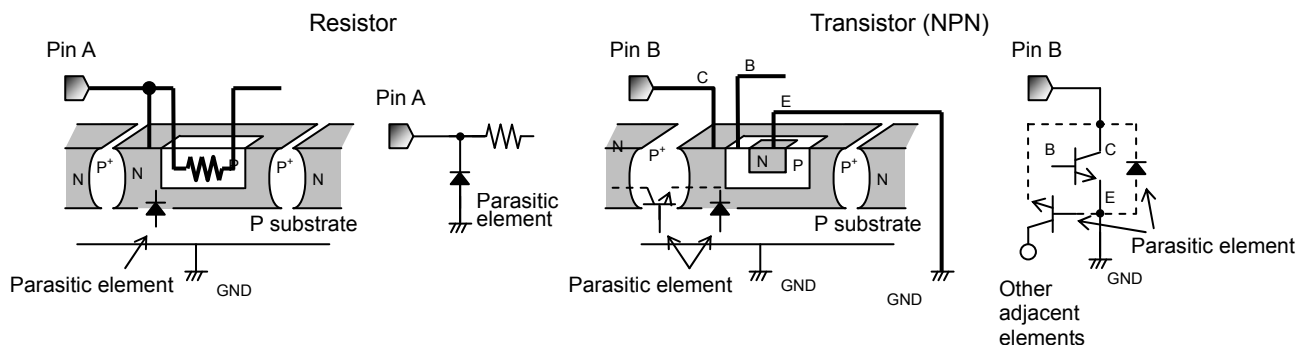 Resistor
Transistor (NPN)
Pin A
Pin B
Pin B
Pin A
C
B
E
N
P+
N
P
P+
N
N
P+
N
P
P+
N
B
C
E
P substrate
Parasitic
element
P substrate
Parasitic element
GND
Parasitic element
GND
GND
Parasitic element
GND
Other
adjacent
elements